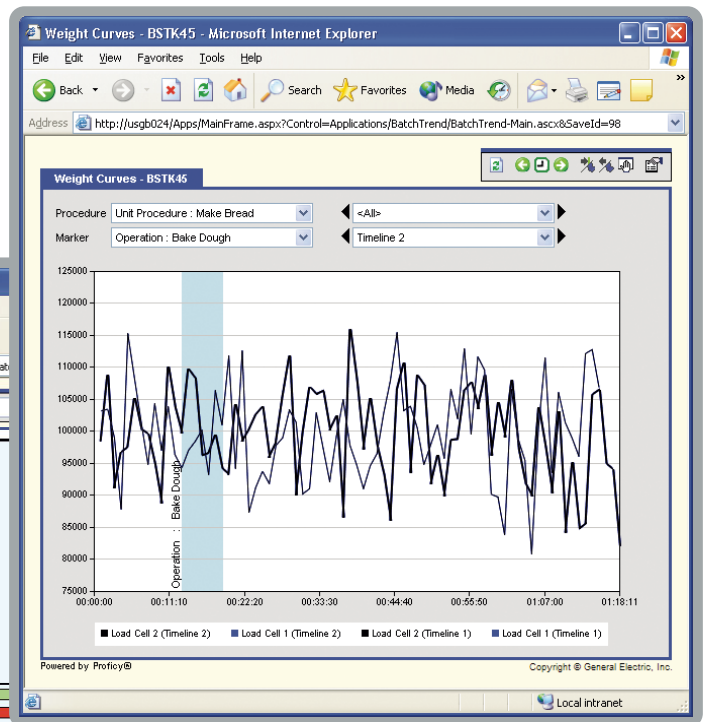 Weight Curves - BSTK45 - Microsoft Internet Explorer
File Edit View Favorites Tools Help
Back Search Favorites Media »
Address http://usgb024/Apps/MainFrame.aspx?Control=Applications/BatchTrend/BatchTrend-Main.ascx&SaveId=98
Weight Curves - BSTK45
Procedure Unit Procedure : Make Bread <All>
Marker Operation : Bake Dough Timeline 2
125000
120000
115000
110000
105000
100000
95000
90000
85000
80000
75000
Operation : Bake Dough
00:00:00 00:11:10 00:22:20 00:33:30 00:44:40 00:55:50 01:07:00 01:18:11
Load Cell 2 (Timeline 2) Load Cell 1 (Timeline 2) Load Cell 2 (Timeline 1) Load Cell 1 (Timeline 1)
Powered by Proficy® Copyright © General Electric, Inc.
Local intranet